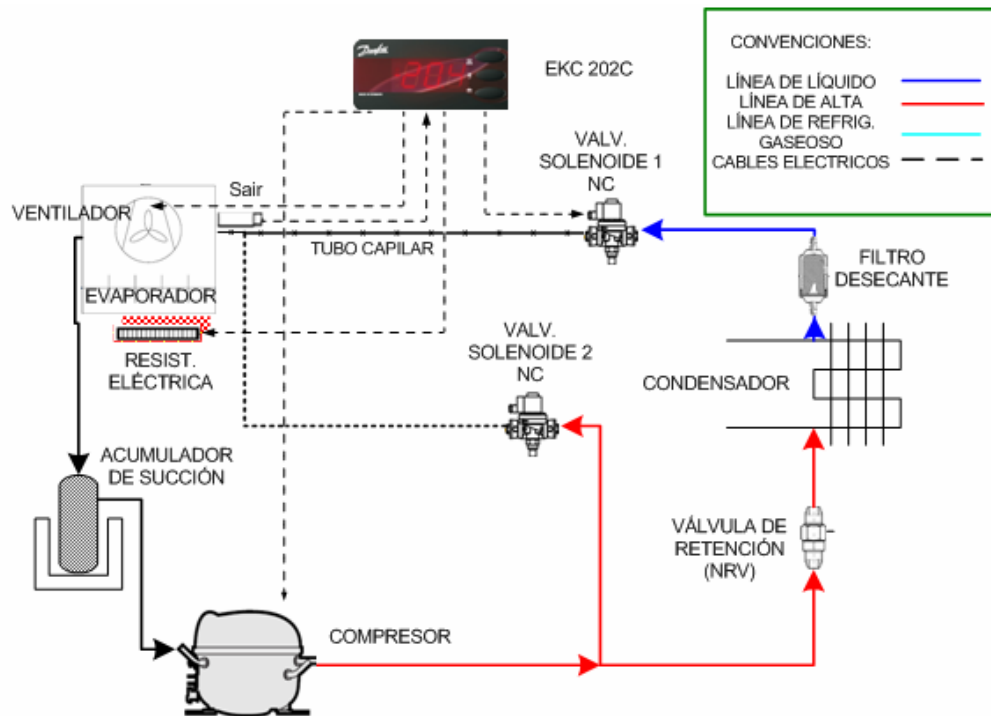 Danfoss
204
EKC 202C
CONVENCIONES:
LÍNEA DE LÍQUIDO
LÍNEA DE ALTA
LÍNEA DE REFRIG.
GASEOSO
CABLES ELECTRICOS
VALV.
SOLENOIDE 1
NC
Sair
VENTILADOR
TUBO CAPILAR
FILTRO
DESECANTE
EVAPORADOR
RESIST.
ELÉCTRICA
VALV.
SOLENOIDE 2
NC
CONDENSADOR
ACUMULADOR
DE SUCCIÓN
VÁLVULA DE
RETENCIÓN
(NRV)
COMPRESOR